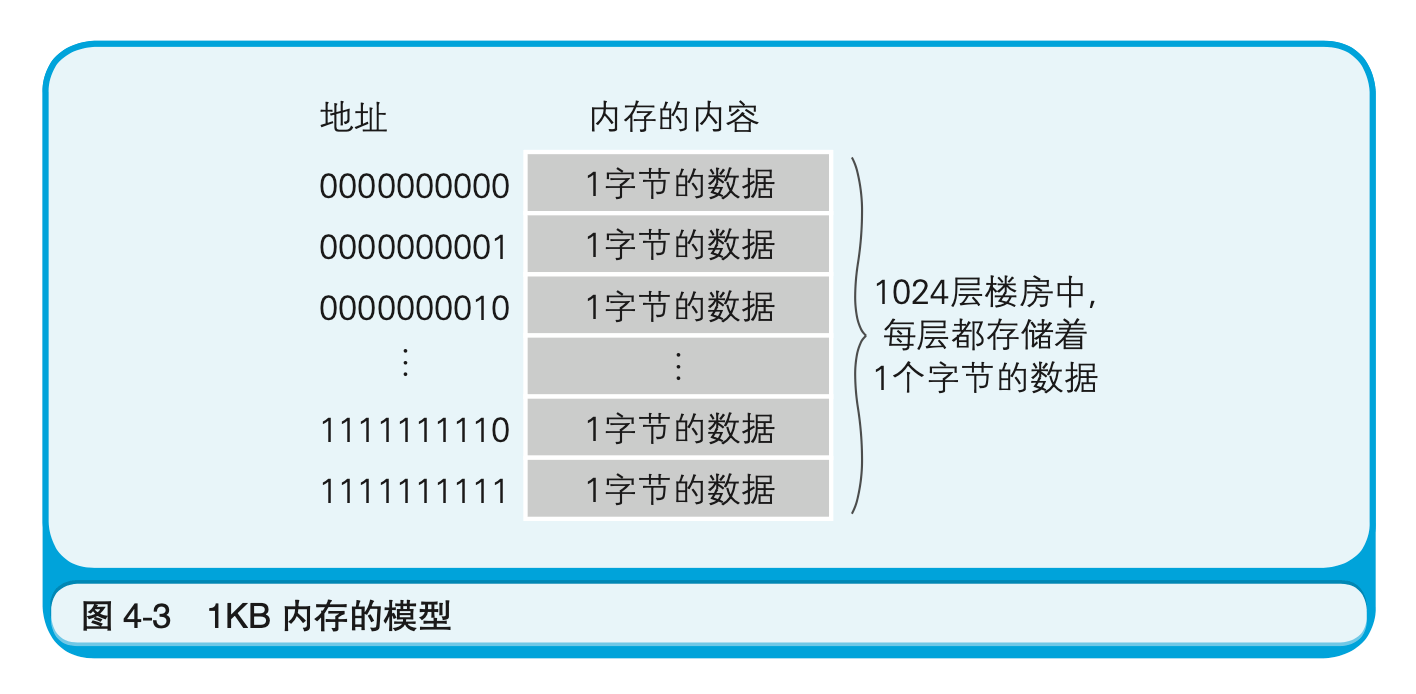 地址 内存的内容
0000000000 1字节的数据
0000000001 1字节的数据
0000000010 1字节的数据
⋮ ⋮
1111111110 1字节的数据
1111111111 1字节的数据
1024层楼房中,
每层都存储着
1个字节的数据
图 4-3 1KB 内存的模型